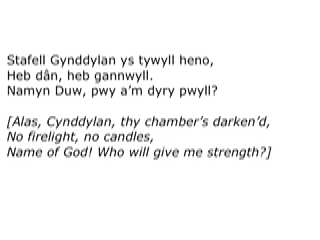 Stafell Gynddylan ys tywyll heno,
Heb dân, heb gannwyll.
Namyn Duw, pwy a’m dyry pwyll?
[Alas, Cynddylan, thy chamber’s darken’d,
No firelight, no candles,
Name of God! Who will give me strength?]